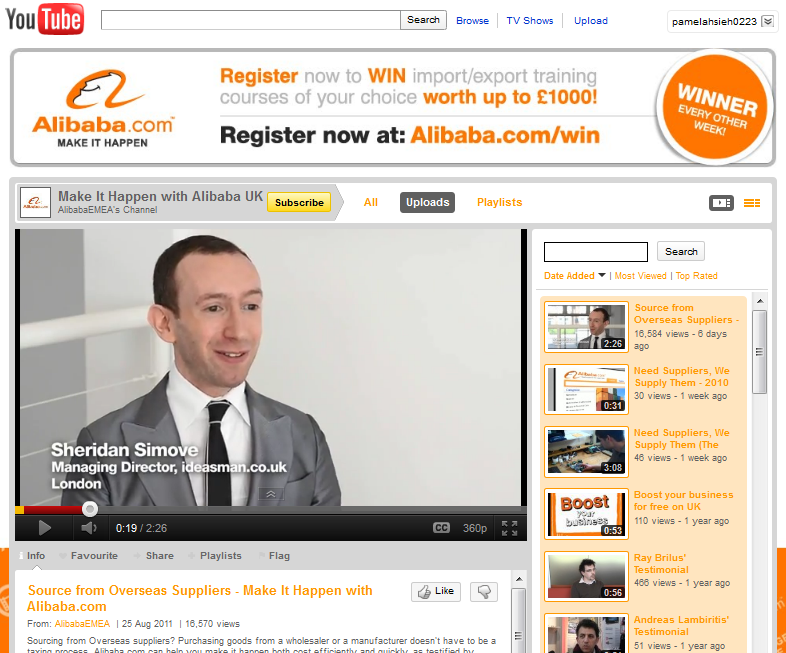 YouTube
Search
Browse
TV Shows
Upload
pamelahsieh0223
Alibaba.com™
MAKE IT HAPPEN
Register now to WIN import/export training
courses of your choice worth up to £1000!
Register now at: Alibaba.com/win
WINNER
EVERY OTHER
WEEK!
Make It Happen with Alibaba UK
AlibabaEMEA's Channel
Subscribe
All
Uploads
Playlists
Sheridan Simove
Managing Director, ideasman.co.uk
London
0:19 / 2:26
CC
360p
Info
Favourite
Share
Playlists
Flag
Source from Overseas Suppliers - Make It Happen with
Alibaba.com
Like
From: AlibabaEMEA | 25 Aug 2011 | 16,570 views
Sourcing from Overseas suppliers? Purchasing goods from a wholesaler or a manufacturer doesn't have to be a
taxing process. Alibaba.com can help you make it happen both cost efficiently and quickly, as testified by
Search
Date Added | Most Viewed | Top Rated
2:26
Source from
Overseas Suppliers -
16,584 views - 6 days
ago
Alibaba.com
0:31
Need Suppliers, We
Supply Them - 2010
30 views - 1 week ago
3:08
Need Suppliers, We
Supply Them (The
46 views - 1 week ago
Boost
your
business
0:53
Boost your business
for free on UK
110 views - 1 year ago
0:56
Ray Brilus'
Testimonial
466 views - 1 year ago
Andreas Lambiritis'
Testimonial
51 views - 1 year ago